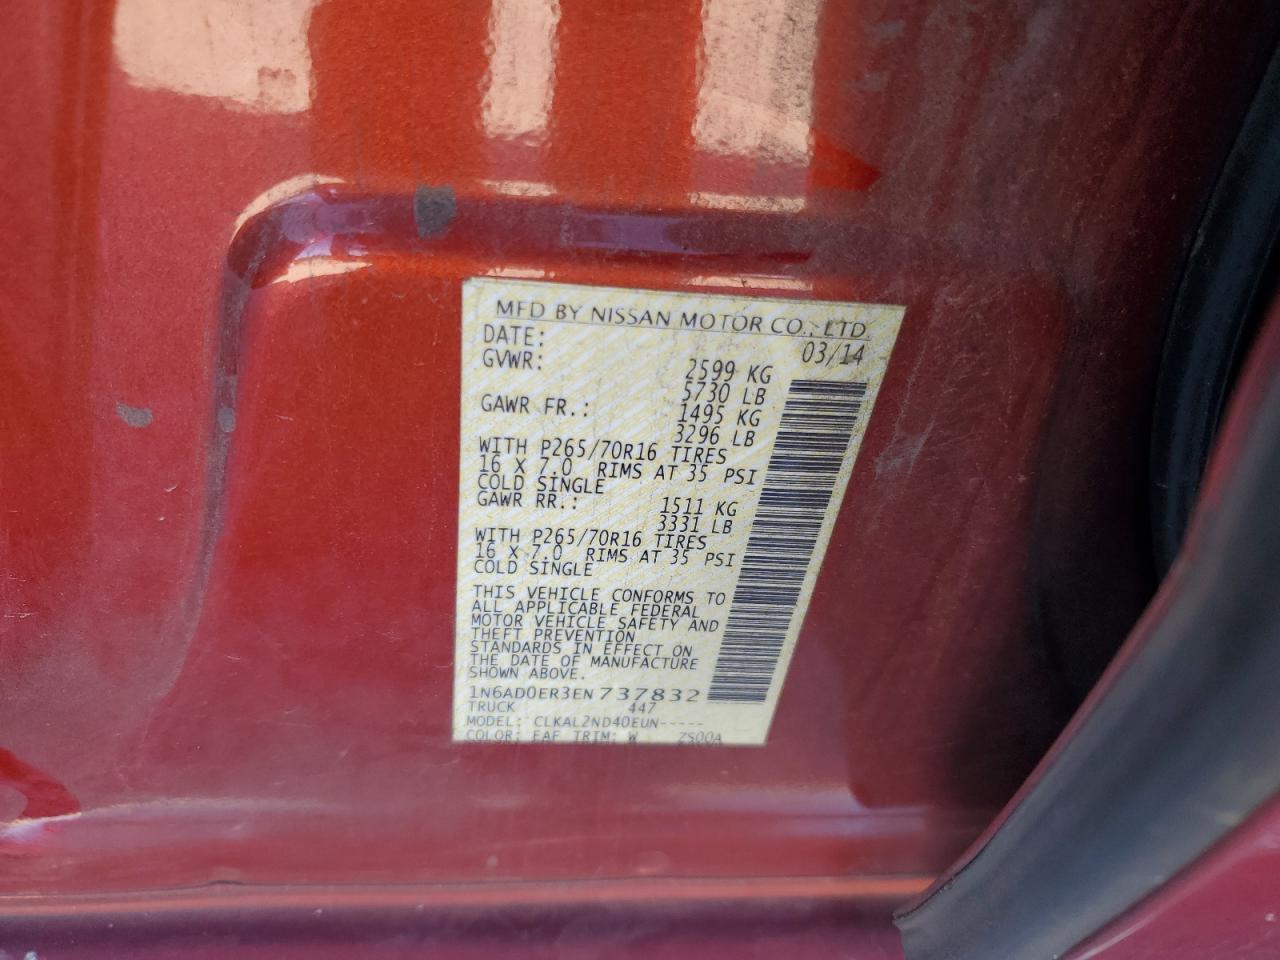 MFD BY NISSAN MOTOR CO., LTD.
DATE: 03/14
GVWR: 2599 KG
5730 LB
GAWR FR.: 1495 KG
3296 LB
WITH P265/70R16 TIRES
16 X 7.0 RIMS AT 35 PSI
COLD SINGLE
GAWR RR.: 1511 KG
3331 LB
WITH P265/70R16 TIRES
16 X 7.0 RIMS AT 35 PSI
COLD SINGLE
THIS VEHICLE CONFORMS TO
ALL APPLICABLE FEDERAL
MOTOR VEHICLE SAFETY AND
THEFT PREVENTION
STANDARDS IN EFFECT ON
THE DATE OF MANUFACTURE
SHOWN ABOVE.
1N6AD0ER3EN737832
TRUCK 447
MODEL: CLKAL2ND40EUN-----
COLOR: EAF TRIM: W ZS00A